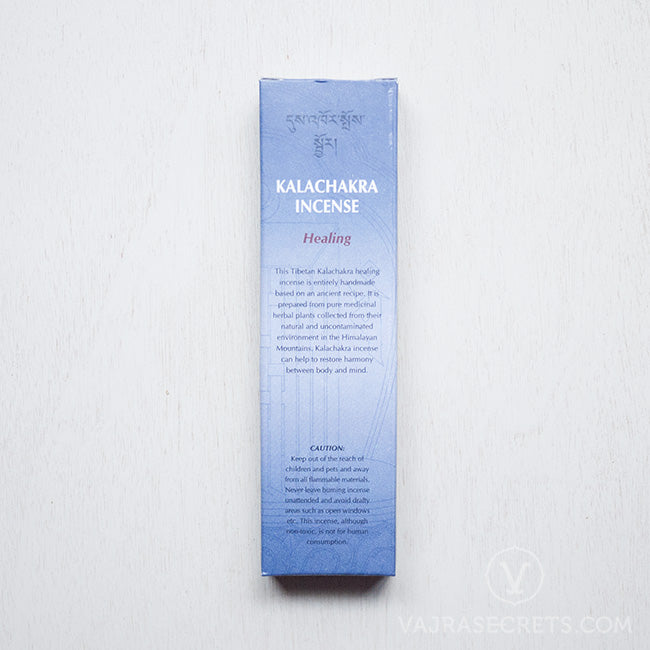 དུས་འཁོར་སྤོས་
སྦྱོར།
KALACHAKRA
INCENSE
Healing
This Tibetan Kalachakra healing
incense is entirely handmade
based on an ancient recipe. It is
prepared from pure medicinal
herbal plants collected from their
natural and uncontaminated
environment in the Himalayan
Mountains. Kalachakra incense
can help to restore harmony
between body and mind.
CAUTION:
Keep out of the reach of
children and pets and away
from all flammable materials.
Never leave burning incense
unattended and avoid drafty
areas such as open windows
etc. This incense, although
non-toxic, is not for human
consumption.
VAJRASECRETS.COM